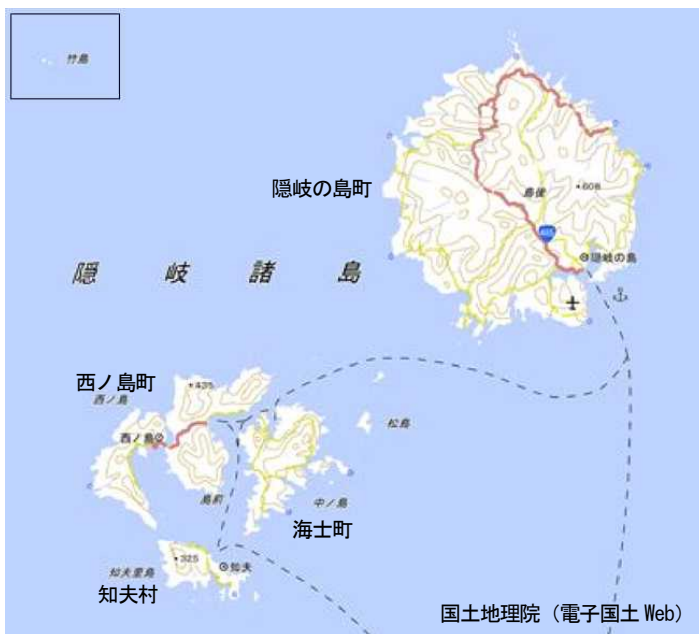 竹島
隠岐の島町
島後
608
485
隠岐の島
隠岐諸島
西ノ島町
435
西ノ島
西ノ島
松島
島前
中ノ島
海士町
325
知夫
知夫里島
知夫村
国土地理院（電子国土Web）